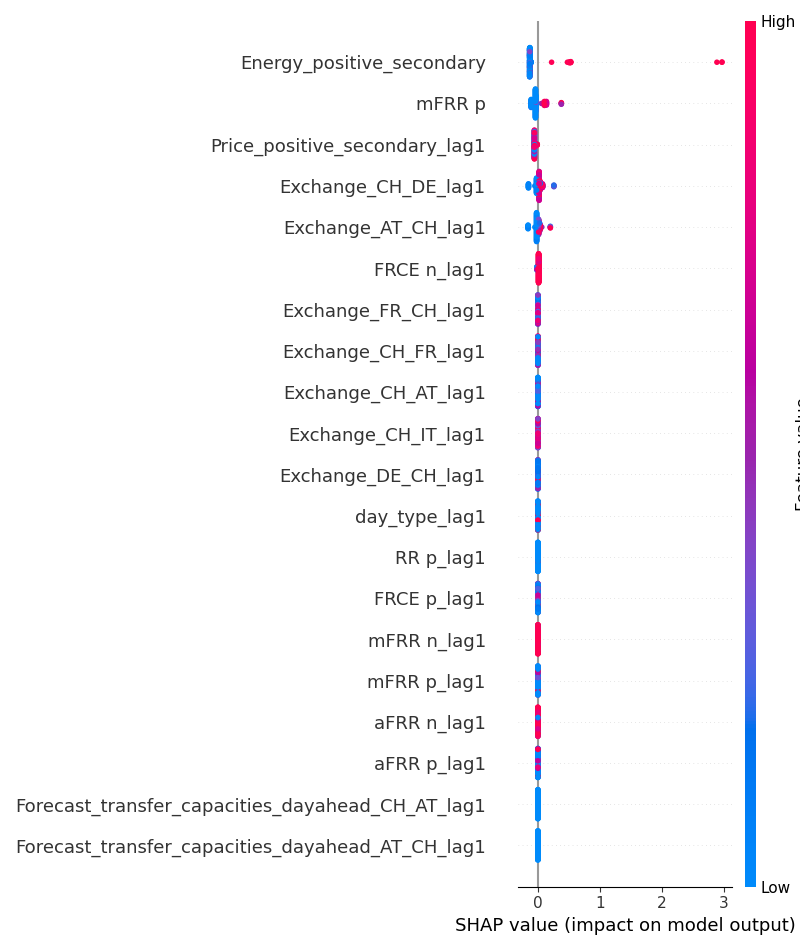 High
Energy_positive_secondary
mFRR p
Price_positive_secondary_lag1
Exchange_CH_DE_lag1
Exchange_AT_CH_lag1
FRCE n_lag1
Exchange_FR_CH_lag1
Exchange_CH_FR_lag1
Exchange_CH_AT_lag1
Exchange_CH_IT_lag1
Exchange_DE_CH_lag1
day_type_lag1
RR p_lag1
FRCE p_lag1
mFRR n_lag1
mFRR p_lag1
aFRR n_lag1
aFRR p_lag1
Forecast_transfer_capacities_dayahead_CH_AT_lag1
Forecast_transfer_capacities_dayahead_AT_CH_lag1
Low
0 1 2 3
SHAP value (impact on model output)